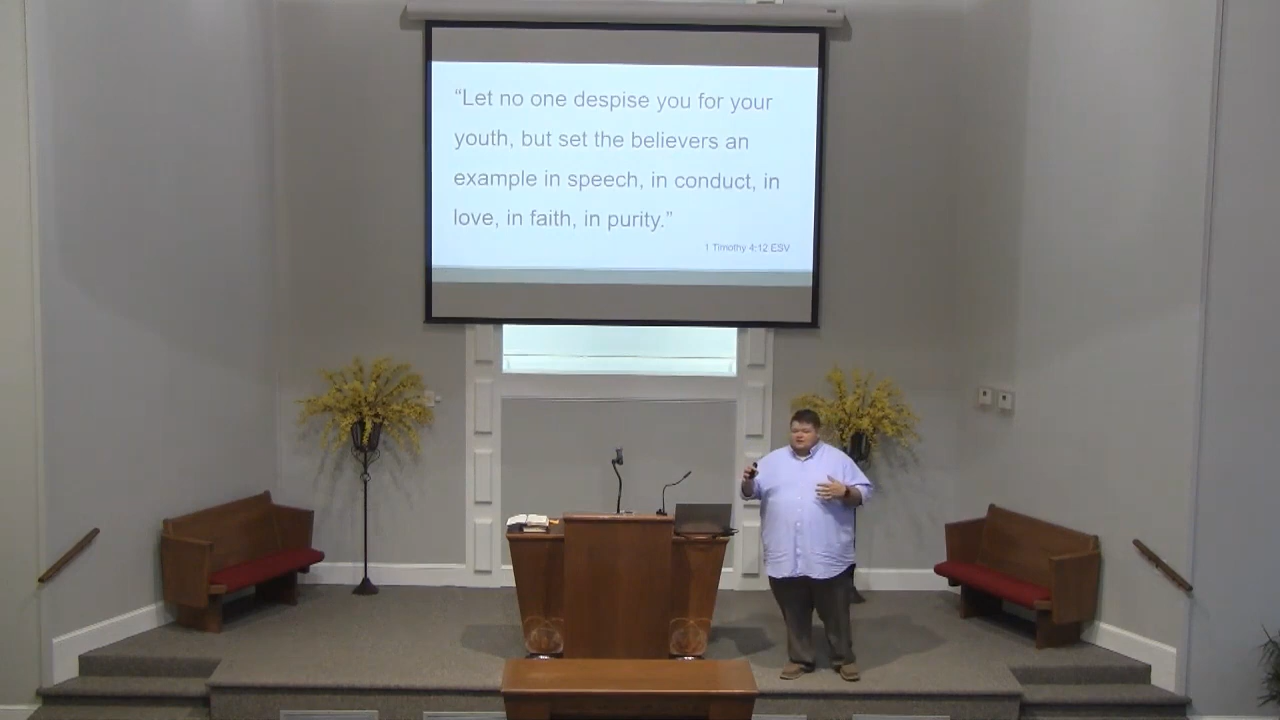 “Let no one despise you for your
youth, but set the believers an
example in speech, in conduct, in
love, in faith, in purity.”
1 Timothy 4:12 ESV